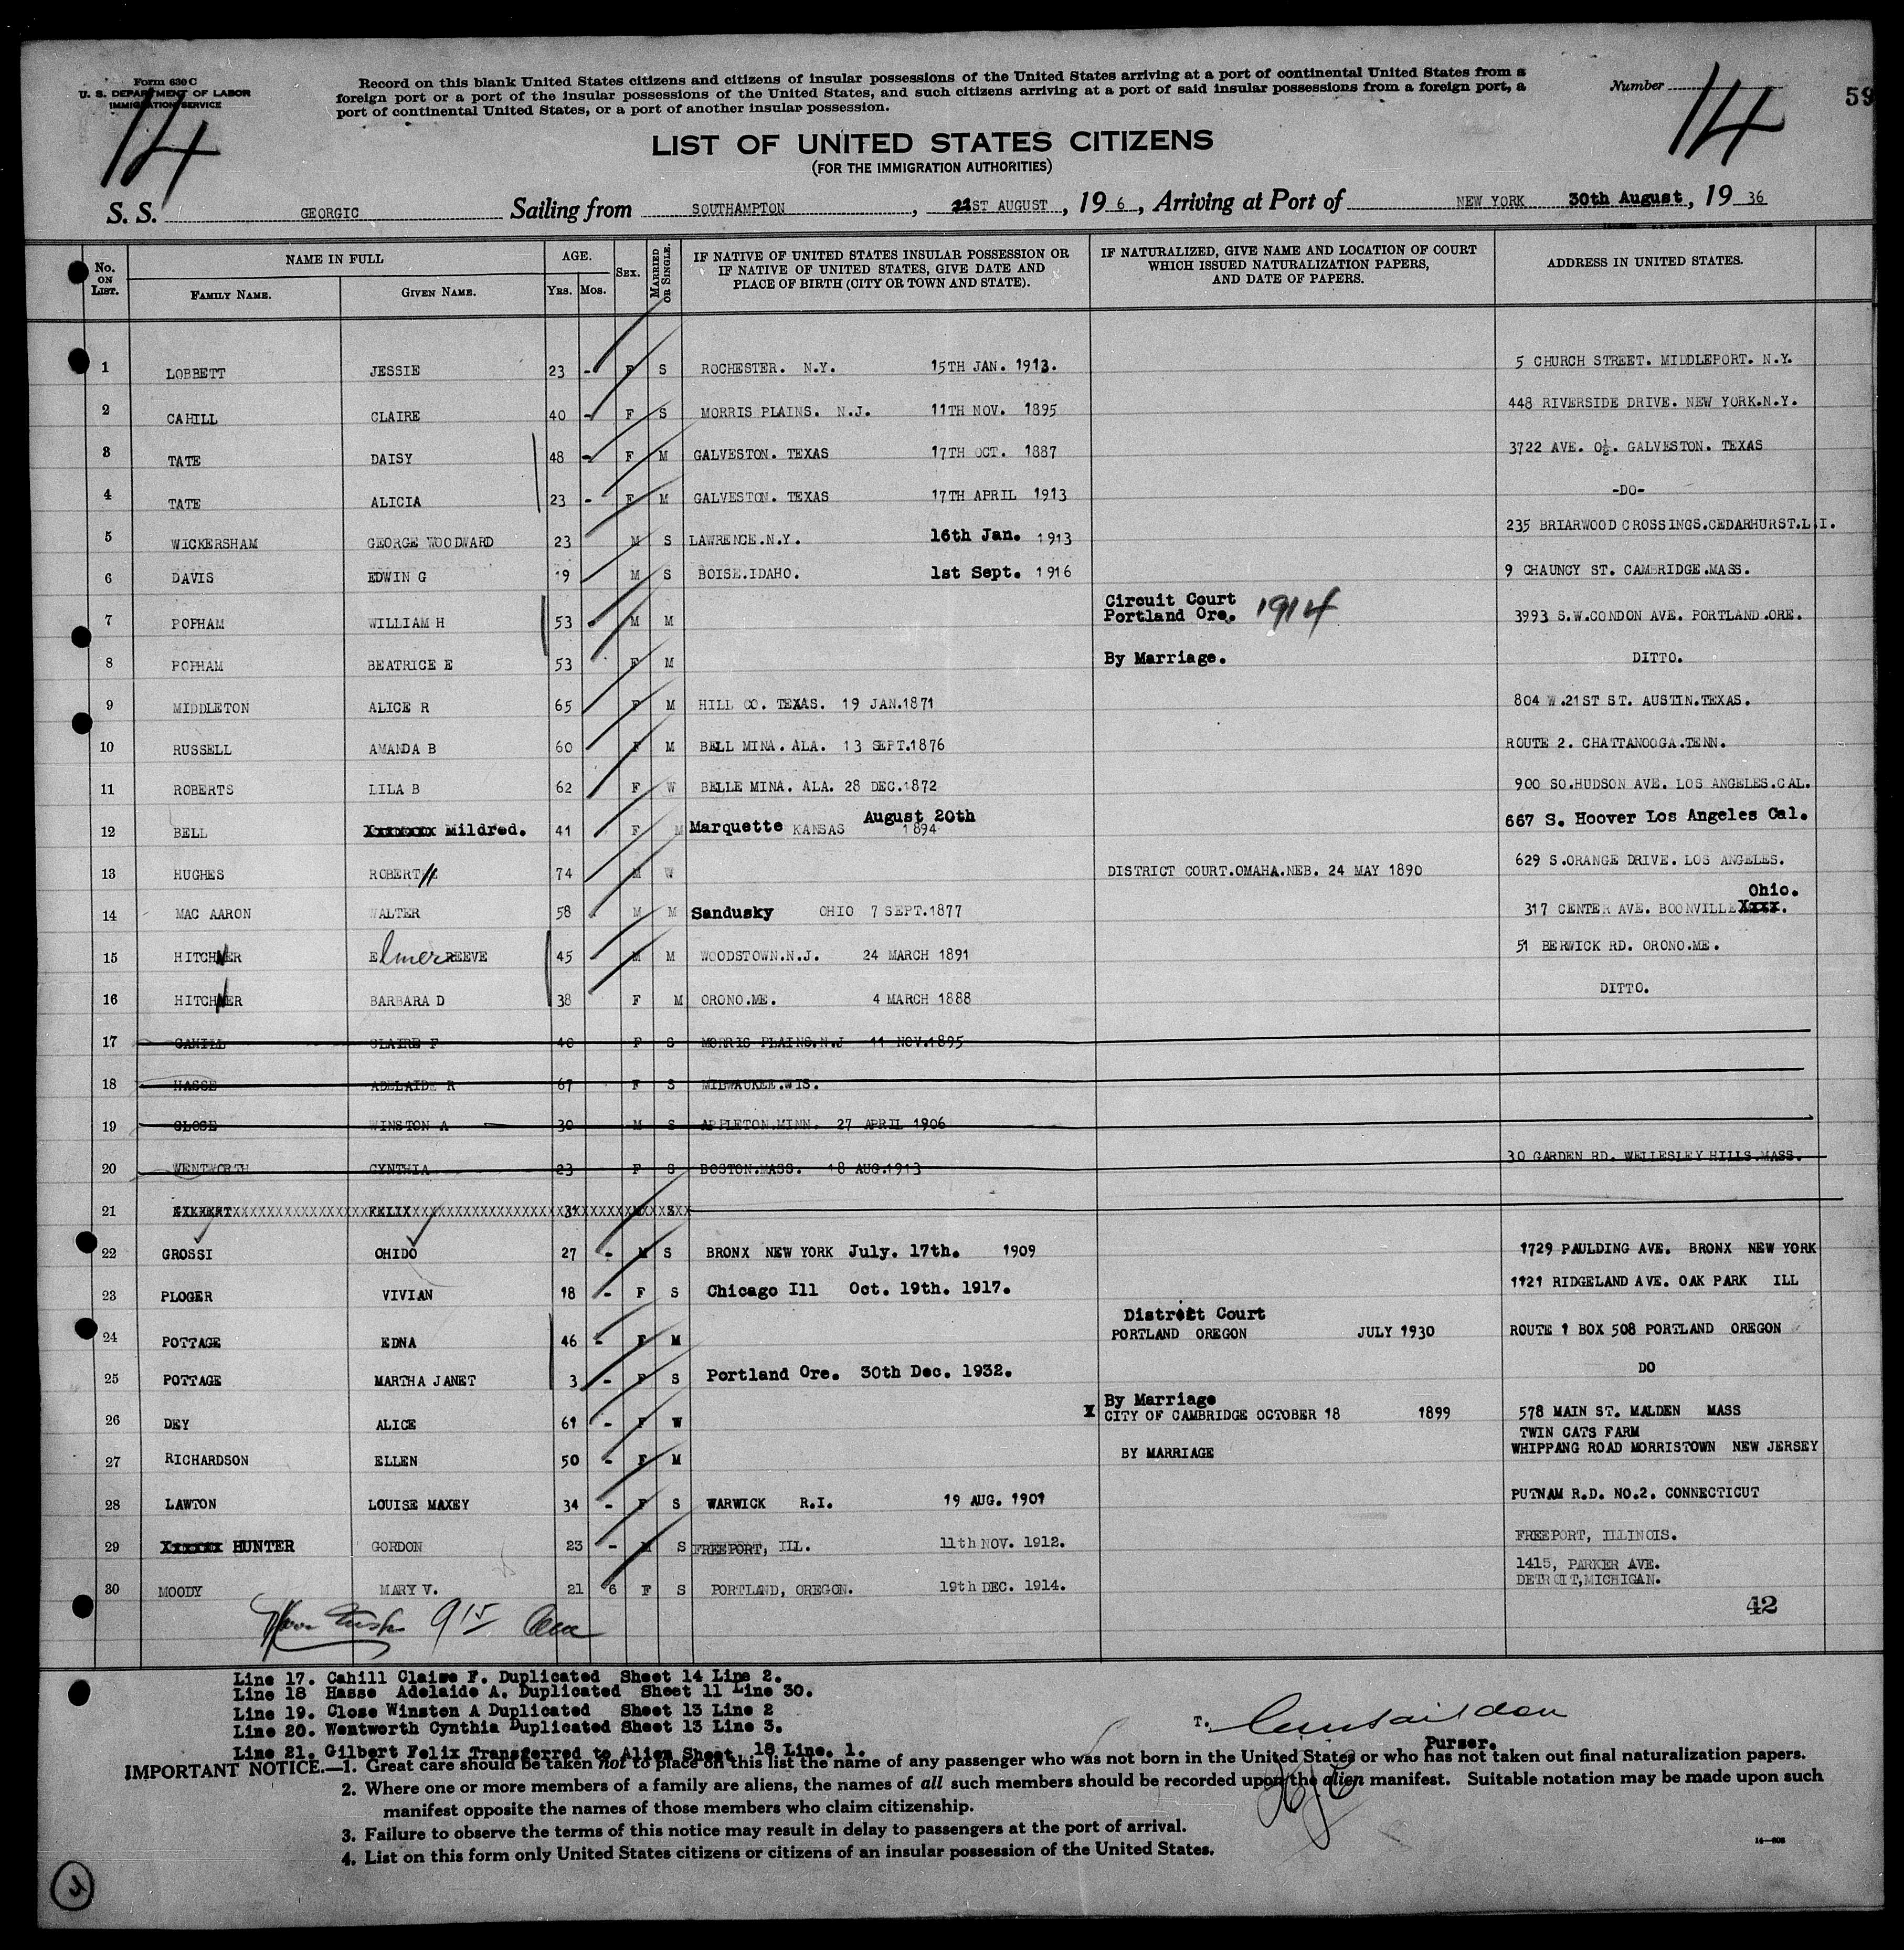 Form 630 C
U. S. DEPARTMENT OF LABOR
IMMIGRATION SERVICE
14
Record on this blank United States citizens and citizens of insular possessions of the United States arriving at a port of continental United States from a
foreign port or a port of the insular possessions of the United States, and such citizens arriving at a port of said insular possessions from a foreign port, a
port of continental United States, or a port of another insular possession.
Number 14
59
LIST OF UNITED STATES CITIZENS
(FOR THE IMMIGRATION AUTHORITIES)
S. S. GEORGIC Sailing from SOUTHAMPTON, 21ST AUGUST, 19 6, Arriving at Port of NEW YORK 30th August, 19 36
No. ON LIST. NAME IN FULL FAMILY NAME. GIVEN NAME. AGE. YRS. MOS. SEX. MARRIED OR SINGLE. IF NATIVE OF UNITED STATES INSULAR POSSESSION OR IF NATIVE OF UNITED STATES, GIVE DATE AND PLACE OF BIRTH (CITY OR TOWN AND STATE). IF NATURALIZED, GIVE NAME AND LOCATION OF COURT WHICH ISSUED NATURALIZATION PAPERS, AND DATE OF PAPERS. ADDRESS IN UNITED STATES.
1 LOBBETT JESSIE 23 - F S ROCHESTER. N.Y. 15TH JAN. 1913. 5 CHURCH STREET. MIDDLEPORT. N.Y.
2 CAHILL CLAIRE 40 - F S MORRIS PLAINS. N.J. 11TH NOV. 1895 448 RIVERSIDE DRIVE. NEW YORK.N.Y.
3 TATE DAISY 48 - F M GALVESTON. TEXAS 17TH OCT. 1887 3722 AVE. O½. GALVESTON. TEXAS
4 TATE ALICIA 23 - F M GALVESTON. TEXAS 17TH APRIL 1913 -DO-
5 WICKERSHAM GEORGE WOODWARD 23 M S LAWRENCE.N.Y. 16th Jan. 1913 235 BRIARWOOD CROSSINGS.CEDARHURST.L.I.
6 DAVIS EDWIN G 19 M S BOISE.IDAHO. 1st Sept. 1916 9 CHAUNCY ST. CAMBRIDGE.MASS.
7 POPHAM WILLIAM H 53 - M M Circuit Court Portland Ore. 1914 3993 S.W.CONDON AVE. PORTLAND.ORE.
8 POPHAM BEATRICE E 53 F M By Marriage. DITTO.
9 MIDDLETON ALICE R 65 F M HILL CO. TEXAS. 19 JAN.1871 804 W.21ST ST. AUSTIN.TEXAS.
10 RUSSELL AMANDA B 60 F M BELL MINA. ALA. 13 SEPT.1876 ROUTE 2. CHATTANOOGA.TENN.
11 ROBERTS LILA B 62 F W BELLE MINA. ALA. 28 DEC.1872 900 SO.HUDSON AVE. LOS ANGELES.CAL.
12 BELL Xxxxxxx Mildred. 41 F M Marquette KANSAS August 20th 1894 667 S. Hoover Los Angeles Cal.
13 HUGHES ROBERT 74 M W DISTRICT COURT.OMAHA.NEB. 24 MAY 1890 629 S.ORANGE DRIVE. LOS ANGELES.
14 MAC AARON WALTER 58 M M Sandusky OHIO 7 SEPT.1877 317 CENTER AVE. BOONVILLE Xxxx. Ohio.
15 HITCHNER Elmer REEVE 45 M M WOODSTOWN.N.J. 24 MARCH 1891 51 BERWICK RD. ORONO.ME.
16 HITCHNER BARBARA D 38 F M ORONO.ME. 4 MARCH 1888 DITTO.
17 CAHILL CLAIRE F 40 F S MORRIS PLAINS.N.J 11 NOV.1895
18 HASSE ADELAIDE R 67 F S MILWAUKEE.WIS.
19 CLOSE WINSTON A 30 M S APPLETON.MINN. 27 APRIL 1906
20 WENTWORTH CYNTHIA 23 F S BOSTON.MASS. 18 AUG.1913 30 GARDEN RD. WELLESLEY HILLS.MASS.
21 FELIX 31
22 GROSSI OHIDO 27 - M S BRONX NEW YORK July. 17th. 1909 1729 PAULDING AVE. BRONX NEW YORK
23 PLOGER VIVIAN 18 - F S Chicago Ill Oct. 19th. 1917. 1121 RIDGELAND AVE. OAK PARK ILL
24 POTTAGE EDNA 46 - F M District Court PORTLAND OREGON JULY 1930 ROUTE 1 BOX 508 PORTLAND OREGON
25 POTTAGE MARTHA JANET 3 - F S Portland Ore. 30th Dec. 1932. DO
26 DEY ALICE 61 - F W By Marriage X CITY OF CAMBRIDGE OCTOBER 18 1899 578 MAIN ST. MALDEN MASS
27 RICHARDSON ELLEN 50 - F M BY MARRIAGE TWIN CATS FARM WHIPPANG ROAD MORRISTOWN NEW JERSEY
28 LAWTON LOUISE MAXEY 34 - F S WARWICK R.I. 19 AUG. 1901 PUTNAM R.D. NO.2. CONNECTICUT
29 Xxxxxx HUNTER GORDON 23 - M S FREEPORT, ILL. 11th NOV. 1912. FREEPORT, ILLINOIS.
30 MOODY MARY V. 21 6 F S PORTLAND, OREGON. 19th DEC. 1914. 1415, PARKER AVE. DETROIT,MICHIGAN.
915
42
Line 17. Cahill Claire F. Duplicated Sheet 14 Line 2.
Line 18 Hasse Adelaide A. Duplicated Sheet 11 Line 30.
Line 19. Close Winston A Duplicated Sheet 13 Line 2
Line 20. Wentworth Cynthia Duplicated Sheet 13 Line 3.
Line 21. Gilbert Felix Transferred to Alien Sheet 18 Line. 1.
T.
Purser.
IMPORTANT NOTICE.—1. Great care should be taken not to place on this list the name of any passenger who was not born in the United States or who has not taken out final naturalization papers.
2. Where one or more members of a family are aliens, the names of all such members should be recorded upon the alien manifest. Suitable notation may be made upon such
manifest opposite the names of those members who claim citizenship.
3. Failure to observe the terms of this notice may result in delay to passengers at the port of arrival.
4. List on this form only United States citizens or citizens of an insular possession of the United States.